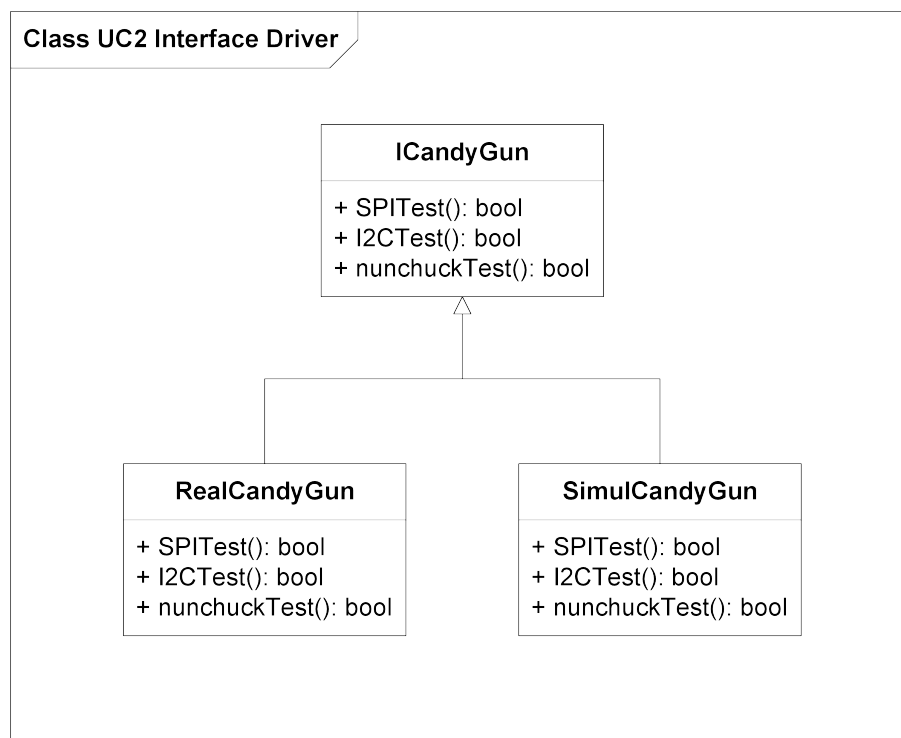 Class UC2 Interface Driver
ICandyGun
+ SPITest(): bool
+ I2CTest(): bool
+ nunchuckTest(): bool
RealCandyGun
+ SPITest(): bool
+ I2CTest(): bool
+ nunchuckTest(): bool
SimulCandyGun
+ SPITest(): bool
+ I2CTest(): bool
+ nunchuckTest(): bool